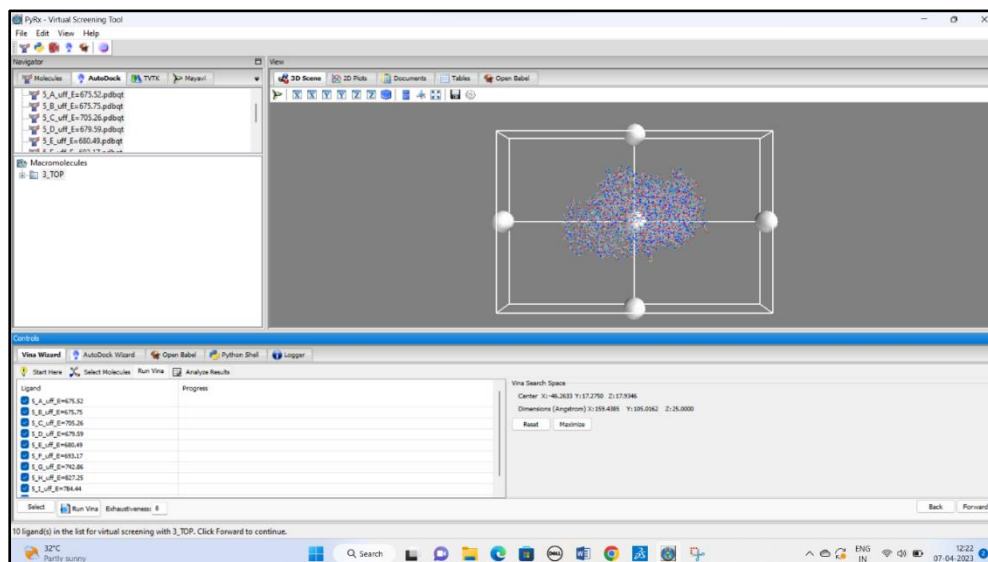 PyRx - Virtual Screening Tool
File Edit View Help
Navigator
View
Molecules AutoDock TVTK Mayavi
3D Scene 2D Plots Documents Tables Open Babel
5_A_uff_E=675.52.pdbqt
5_B_uff_E=675.75.pdbqt
5_C_uff_E=705.26.pdbqt
5_D_uff_E=679.59.pdbqt
5_E_uff_E=680.49.pdbqt
5_F_uff_E=693.17.pdbqt
Macromolecules
3_TOP
Controls
Vina Wizard AutoDock Wizard Open Babel Python Shell Logger
Start Here Select Molecules Run Vina Analyze Results
Ligand Progress
5_A_uff_E=675.52
5_B_uff_E=675.75
5_C_uff_E=705.26
5_D_uff_E=679.59
5_E_uff_E=680.49
5_F_uff_E=693.17
5_G_uff_E=742.86
5_H_uff_E=827.25
5_I_uff_E=784.44
Vina Search Space
Center X:-46.2633 Y:17.2750 Z:17.9346
Dimensions (Angstrom) X:159.4385 Y:105.0162 Z:25.0000
Reset Maximize
Select Run Vina Exhaustiveness: 8
Back Forward
10 ligand(s) in the list for virtual screening with 3_TOP. Click Forward to continue.
32°C
Partly sunny
Search
DELL
ENG
IN
12:22
07-04-2023
2